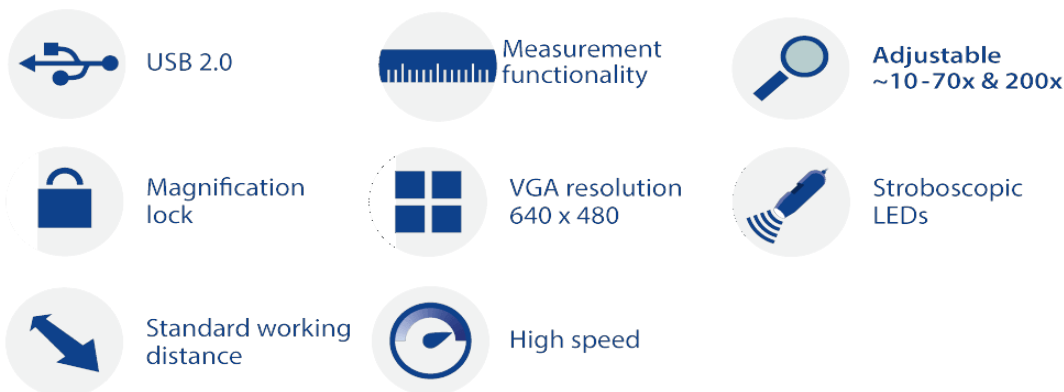 USB 2.0
Measurement
functionality
Adjustable
~10-70x & 200x
Magnification
lock
VGA resolution
640 x 480
Stroboscopic
LEDs
Standard working
distance
High speed